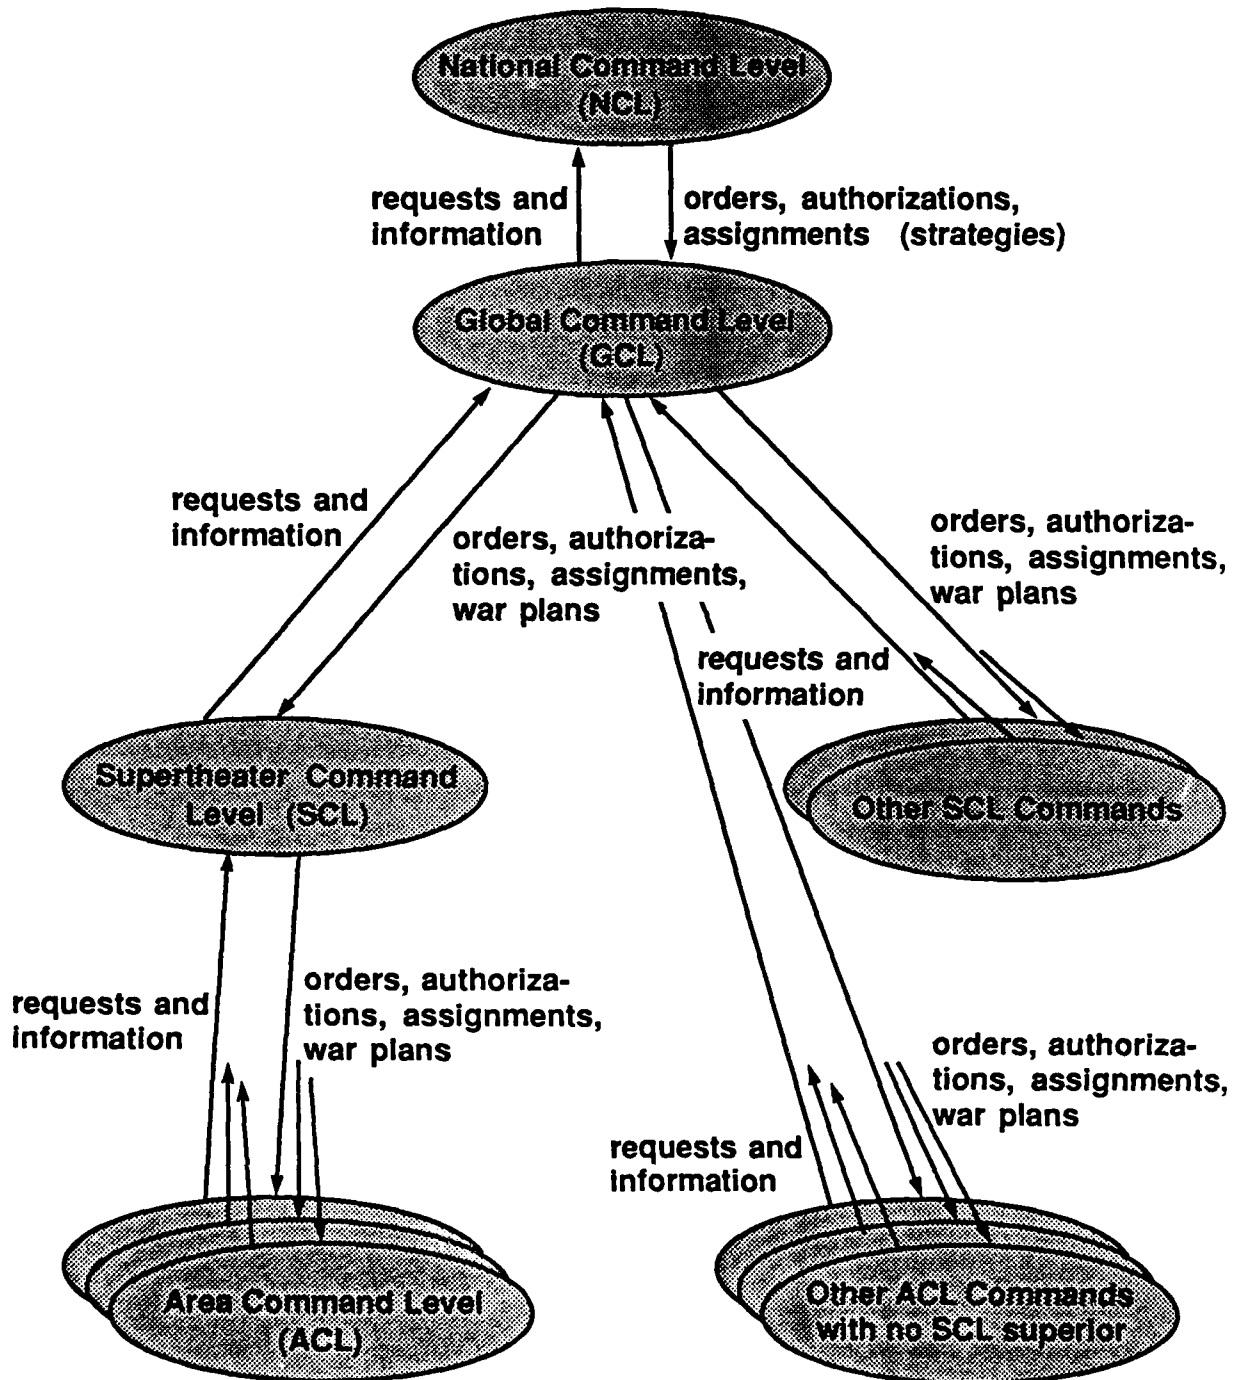 National Command Level
(NCL)
requests and
information
orders, authorizations,
assignments (strategies)
Global Command Level
(GCL)
requests and
information
orders, authoriza-
tions, assignments,
war plans
orders, authoriza-
tions, assignments,
war plans
requests and
information
Supertheater Command
Level (SCL)
Other SCL Commands
requests and
information
orders, authoriza-
tions, assignments,
war plans
orders, authoriza-
tions, assignments,
war plans
requests and
information
Area Command Level
(ACL)
Other ACL Commands
with no SCL superior